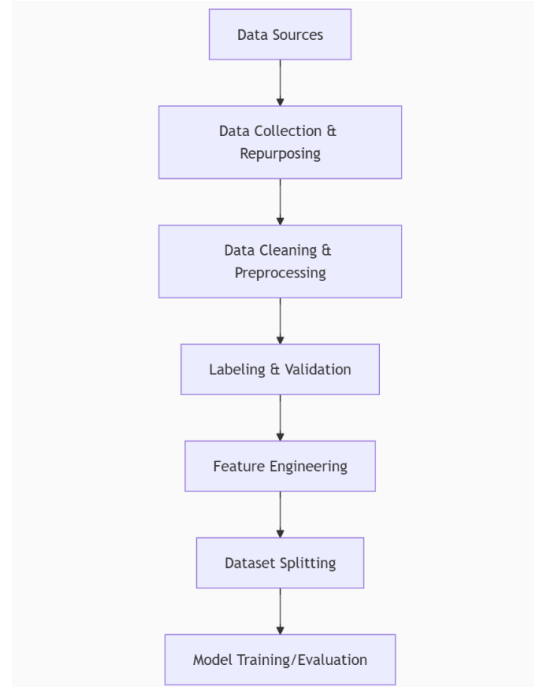 Data Sources
Data Collection &
Repurposing
Data Cleaning &
Preprocessing
Labeling & Validation
Feature Engineering
Dataset Splitting
Model Training/Evaluation